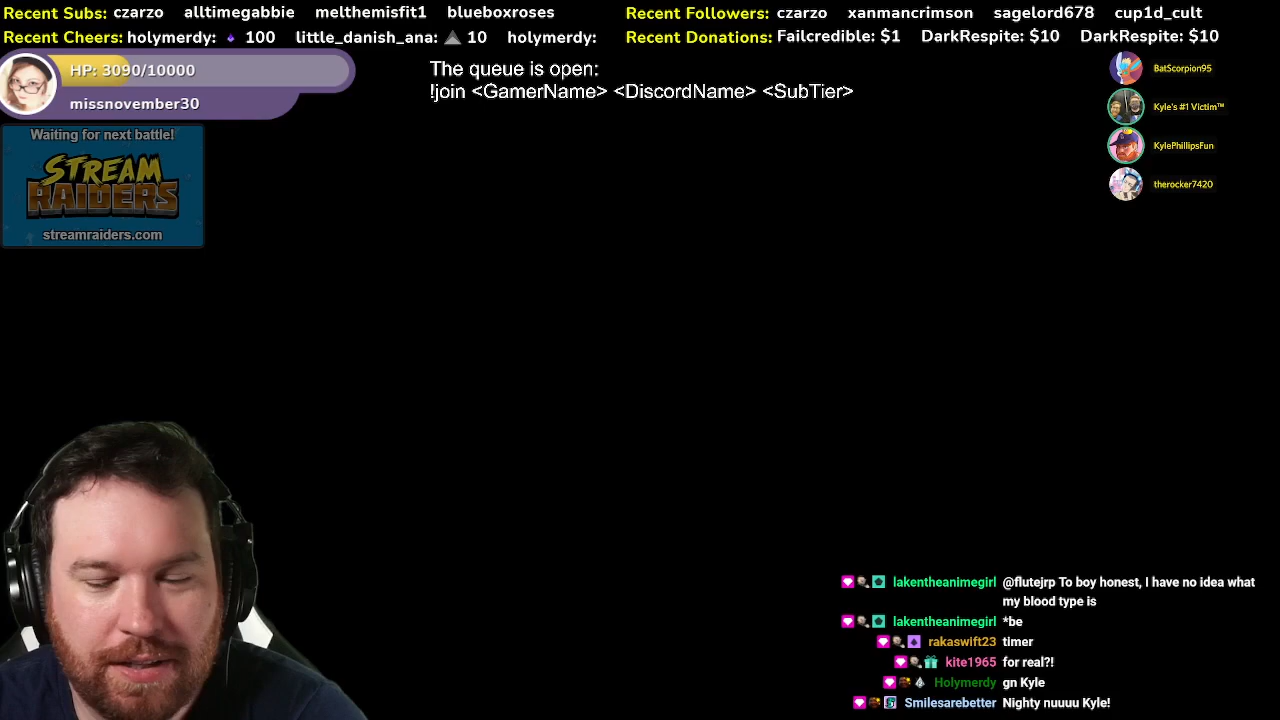 Recent Subs: czarzo alltimegabbie melthemisfit1 blueboxroses
Recent Followers: czarzo xanmancrimson sagelord678 cup1d_cult
Recent Cheers: holymerdy: 100 little_danish_ana: 10 holymerdy:
Recent Donations: Failcredible: $1 DarkRespite: $10 DarkRespite: $10
HP: 3090/10000
missnovember30
The queue is open:
!join <GamerName> <DiscordName> <SubTier>
BatScorpion95
Kyle's #1 Victim™
KylePhillipsFun
therocker7420
Waiting for next battle!
STREAM
RAIDERS
streamraiders.com
lakentheanimegirl @flutejrp To boy honest, I have no idea what
my blood type is
lakentheanimegirl *be
rakaswift23 timer
kite1965 for real?!
Holymerdy gn Kyle
Smilesarebetter Nighty nuuuu Kyle!